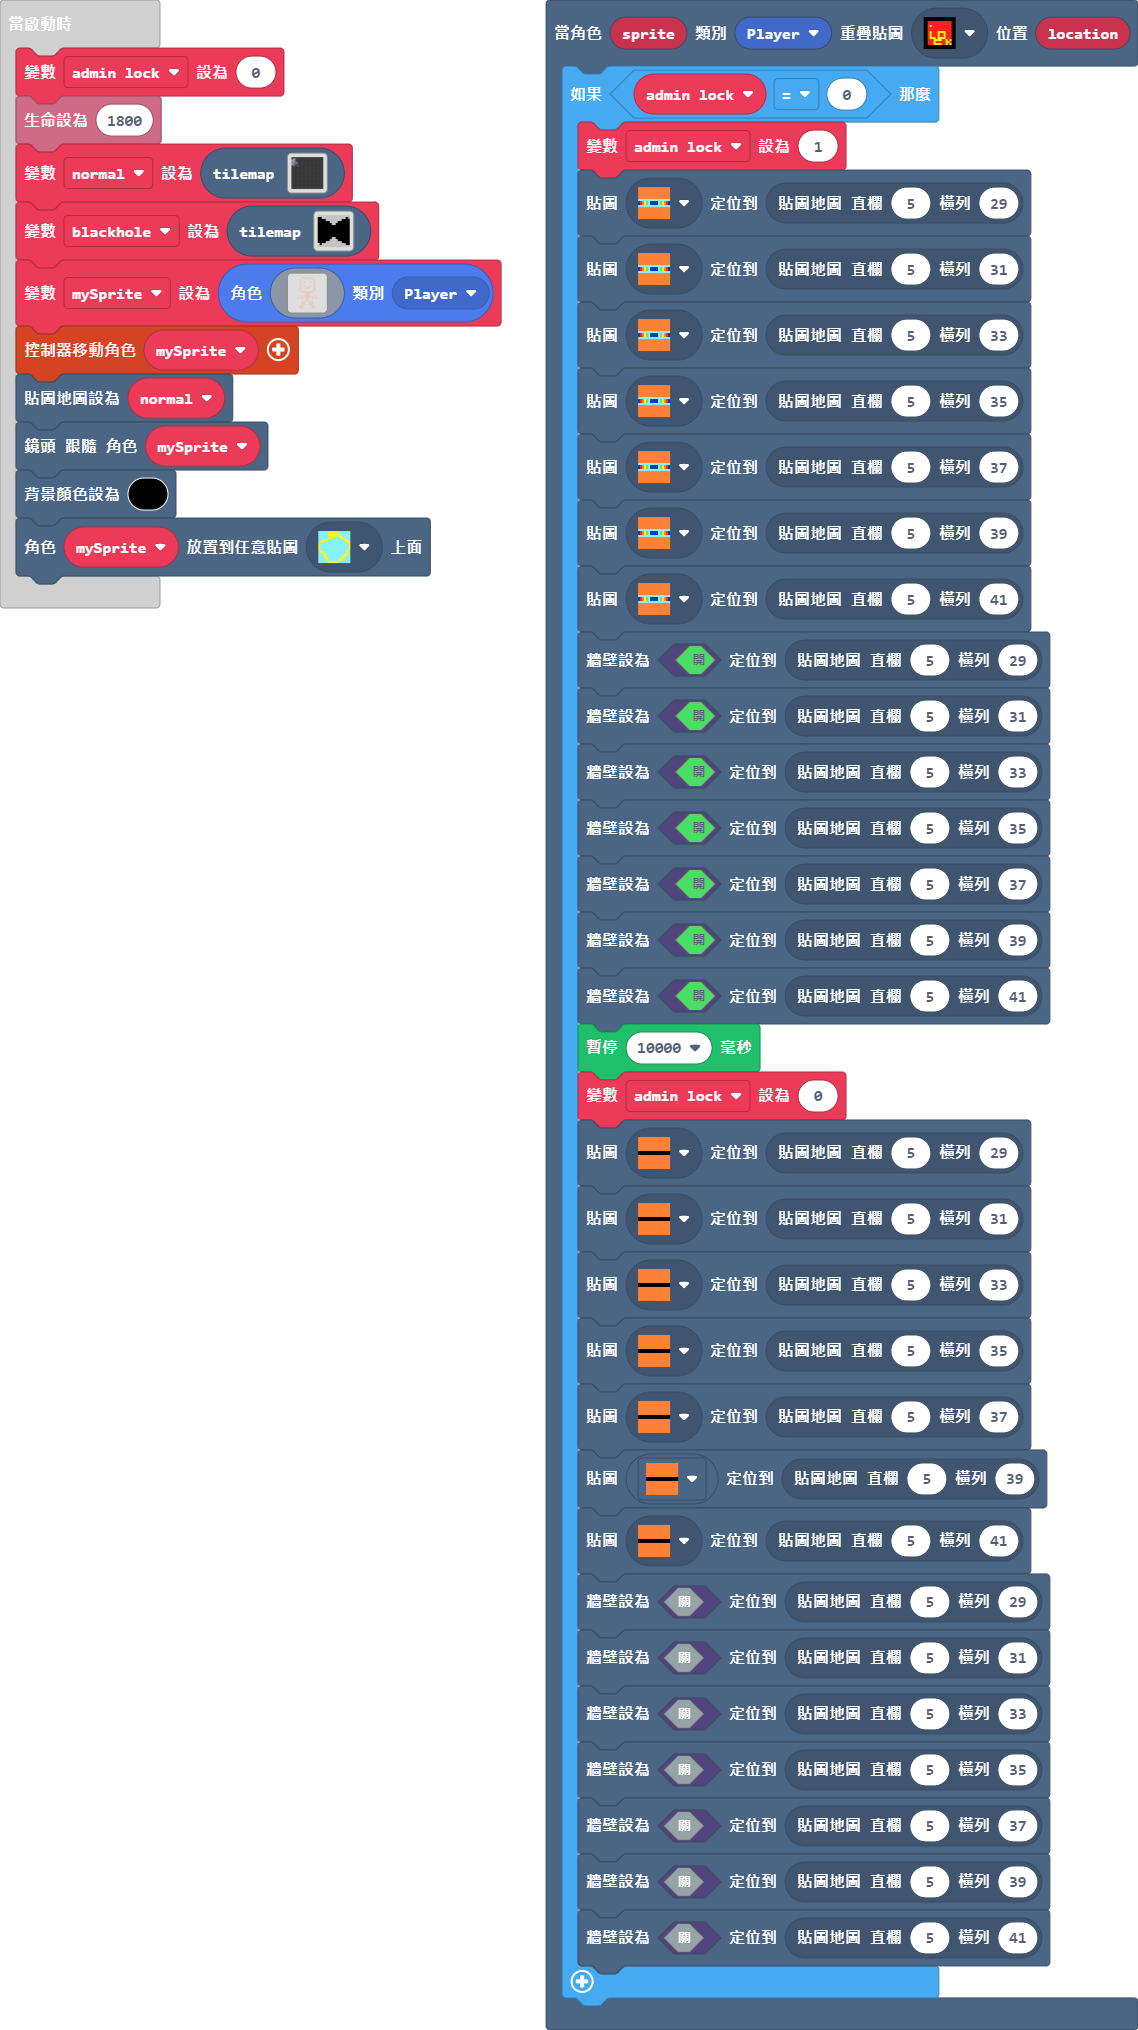 當啟動時
變數 admin lock 設為 0
生命設為 1800
變數 normal 設為 tilemap
變數 blackhole 設為 tilemap
變數 mySprite 設為 角色 類別 Player
控制器移動角色 mySprite
貼圖地圖設為 normal
鏡頭 跟隨 角色 mySprite
背景顏色設為
角色 mySprite 放置到任意貼圖 上面
當角色 sprite 類別 Player 重疊貼圖 位置 location
如果 admin lock = 0 那麼
變數 admin lock 設為 1
貼圖 定位到 貼圖地圖 直欄 5 橫列 29
貼圖 定位到 貼圖地圖 直欄 5 橫列 31
貼圖 定位到 貼圖地圖 直欄 5 橫列 33
貼圖 定位到 貼圖地圖 直欄 5 橫列 35
貼圖 定位到 貼圖地圖 直欄 5 橫列 37
貼圖 定位到 貼圖地圖 直欄 5 橫列 39
貼圖 定位到 貼圖地圖 直欄 5 橫列 41
牆壁設為 開 定位到 貼圖地圖 直欄 5 橫列 29
牆壁設為 開 定位到 貼圖地圖 直欄 5 橫列 31
牆壁設為 開 定位到 貼圖地圖 直欄 5 橫列 33
牆壁設為 開 定位到 貼圖地圖 直欄 5 橫列 35
牆壁設為 開 定位到 貼圖地圖 直欄 5 橫列 37
牆壁設為 開 定位到 貼圖地圖 直欄 5 橫列 39
牆壁設為 開 定位到 貼圖地圖 直欄 5 橫列 41
暫停 10000 毫秒
變數 admin lock 設為 0
貼圖 定位到 貼圖地圖 直欄 5 橫列 29
貼圖 定位到 貼圖地圖 直欄 5 橫列 31
貼圖 定位到 貼圖地圖 直欄 5 橫列 33
貼圖 定位到 貼圖地圖 直欄 5 橫列 35
貼圖 定位到 貼圖地圖 直欄 5 橫列 37
貼圖 定位到 貼圖地圖 直欄 5 橫列 39
貼圖 定位到 貼圖地圖 直欄 5 橫列 41
牆壁設為 關 定位到 貼圖地圖 直欄 5 橫列 29
牆壁設為 關 定位到 貼圖地圖 直欄 5 橫列 31
牆壁設為 關 定位到 貼圖地圖 直欄 5 橫列 33
牆壁設為 關 定位到 貼圖地圖 直欄 5 橫列 35
牆壁設為 關 定位到 貼圖地圖 直欄 5 橫列 37
牆壁設為 關 定位到 貼圖地圖 直欄 5 橫列 39
牆壁設為 關 定位到 貼圖地圖 直欄 5 橫列 41